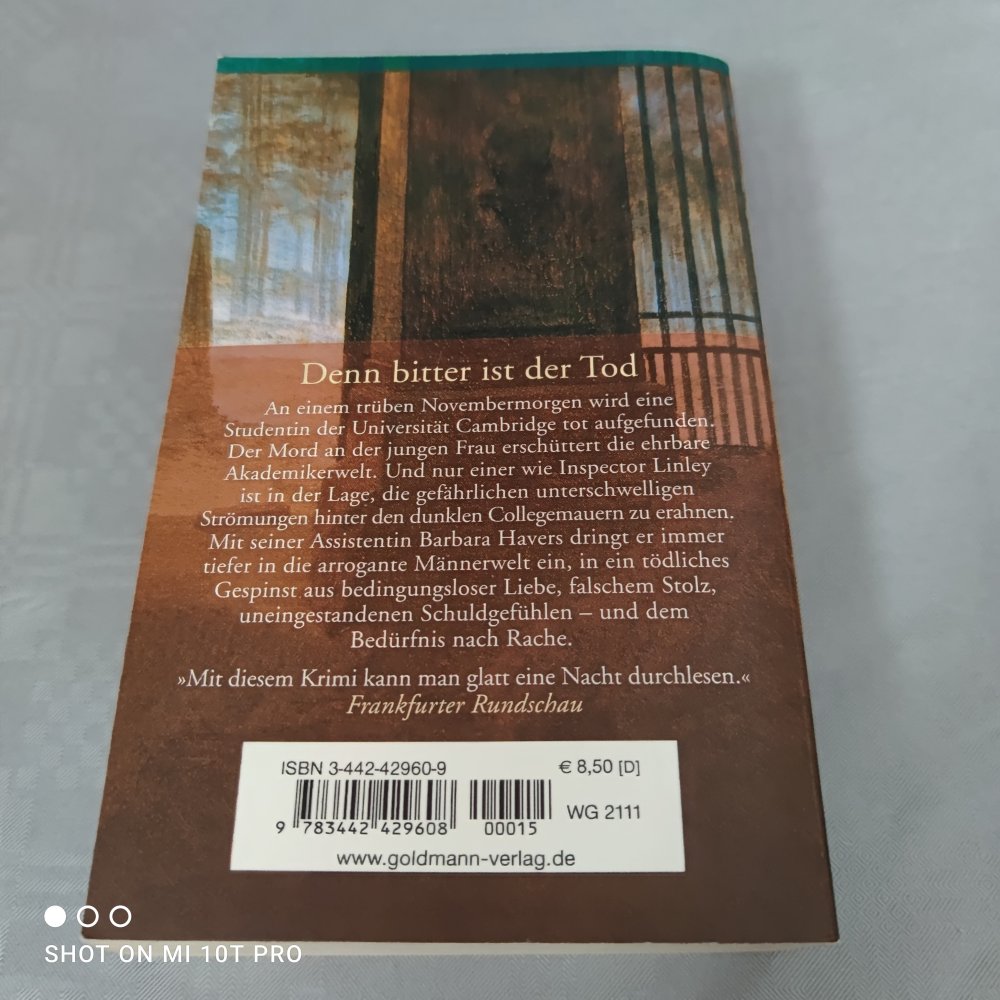 Denn bitter ist der Tod
An einem trüben Novembermorgen wird eine
Studentin der Universität Cambridge tot aufgefunden.
Der Mord an der jungen Frau erschüttert die ehrbare
Akademikerwelt. Und nur einer wie Inspector Linley
ist in der Lage, die gefährlichen unterschwelligen
Strömungen hinter den dunklen Collegemauern zu erahnen.
Mit seiner Assistentin Barbara Havers dringt er immer
tiefer in die arrogante Männerwelt ein, in ein tödliches
Gespinst aus bedingungsloser Liebe, falschem Stolz,
uneingestandenen Schuldgefühlen – und dem
Bedürfnis nach Rache.
»Mit diesem Krimi kann man glatt eine Nacht durchlesen.«
Frankfurter Rundschau
ISBN 3-442-42960-9 € 8,50 [D]
WG 2111
9 783442 429608 00015
www.goldmann-verlag.de
SHOT ON MI 10T PRO